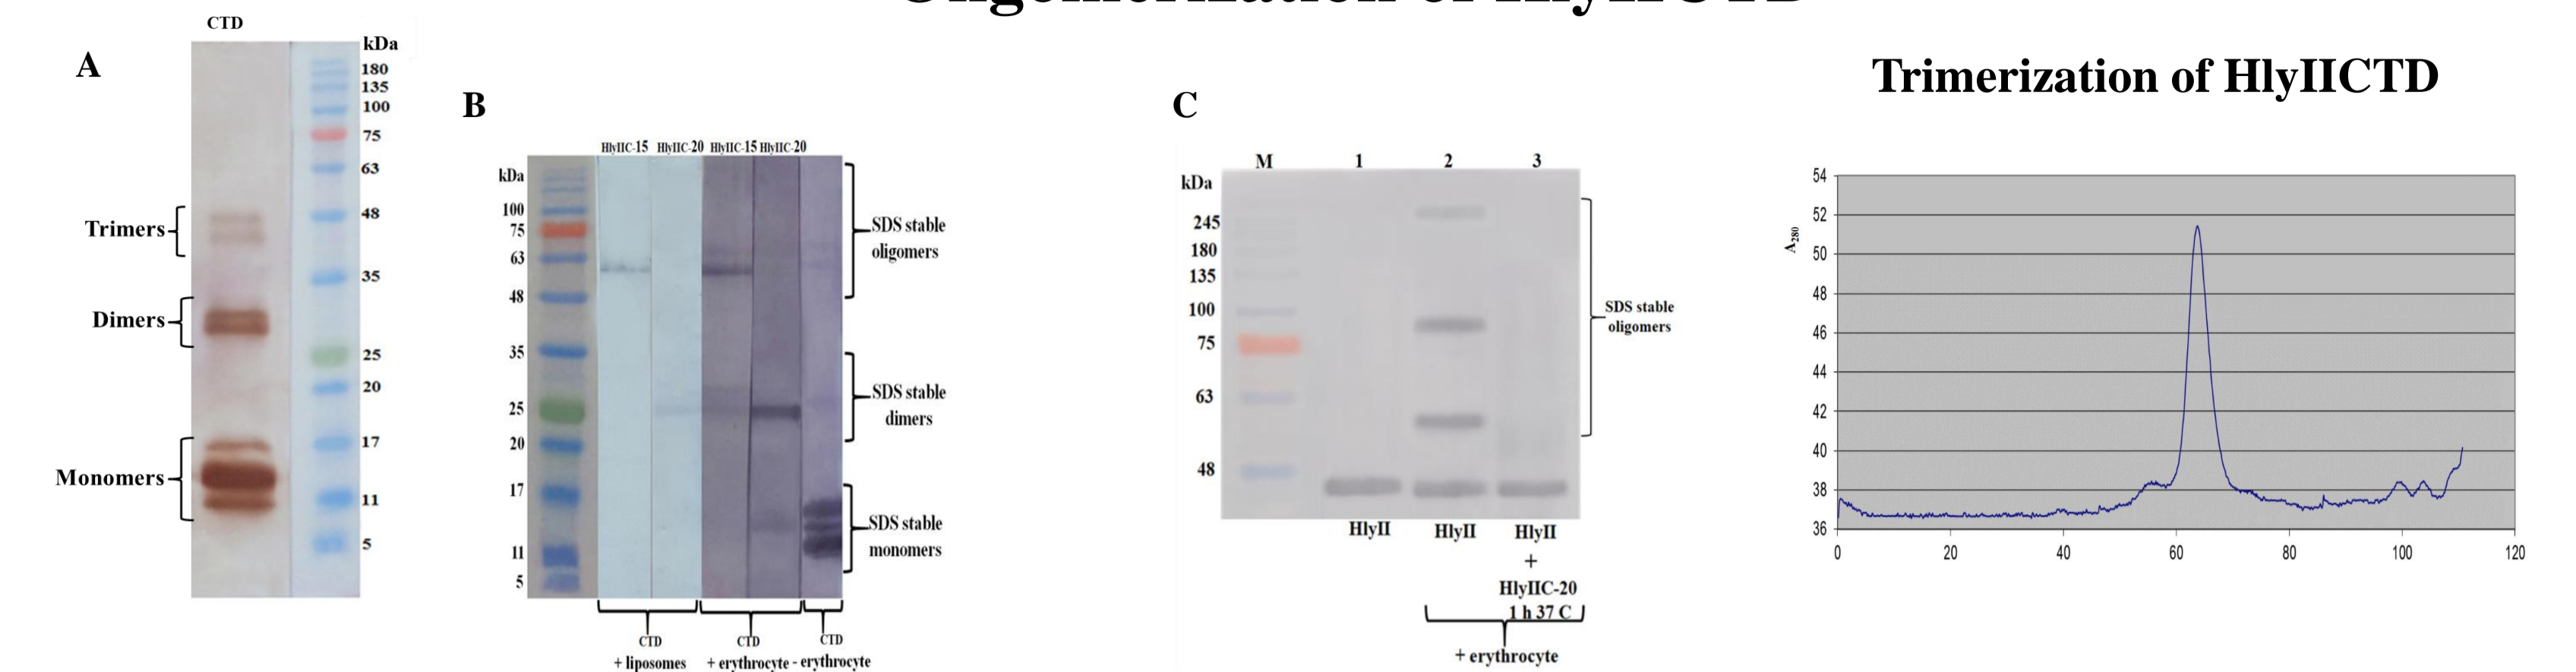 CTD
A
kDa
180
135
100
75
63
48
35
25
20
17
11
5
Trimers
Dimers
Monomers
B
HlyIIC-15 HlyIIC-20 HlyIIC-15 HlyIIC-20
kDa
100
75
63
48
35
25
20
17
11
5
SDS stable
oligomers
SDS stable
dimers
SDS stable
monomers
CTD CTD CTD
+ liposomes + erythrocyte - erythrocyte
C
M 1 2 3
kDa
245
180
135
100
75
63
48
SDS stable
oligomers
HlyII HlyII HlyII
+
HlyIIC-20
1 h 37 C
+ erythrocyte
Trimerization of HlyIICTD
A280
54
52
50
48
46
44
42
40
38
36
0 20 40 60 80 100 120